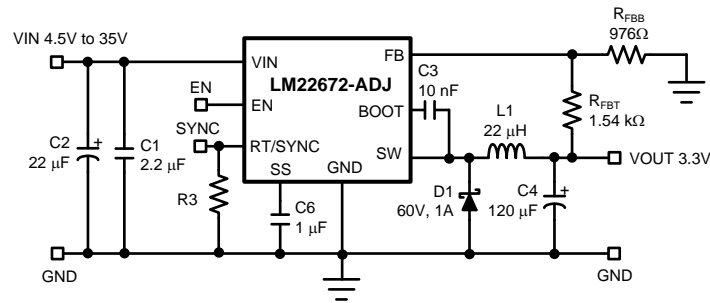 VIN 4.5V to 35V
C2
22 μF
+
C1
2.2 μF
EN
SYNC
R3
VIN
LM22672-ADJ
EN
RT/SYNC
SS
GND
FB
BOOT
SW
C6
1 μF
C3
10 nF
L1
22 μH
D1
60V, 1A
C4
120 μF
+
RFBB
976Ω
RFBT
1.54 kΩ
VOUT 3.3V
GND
GND